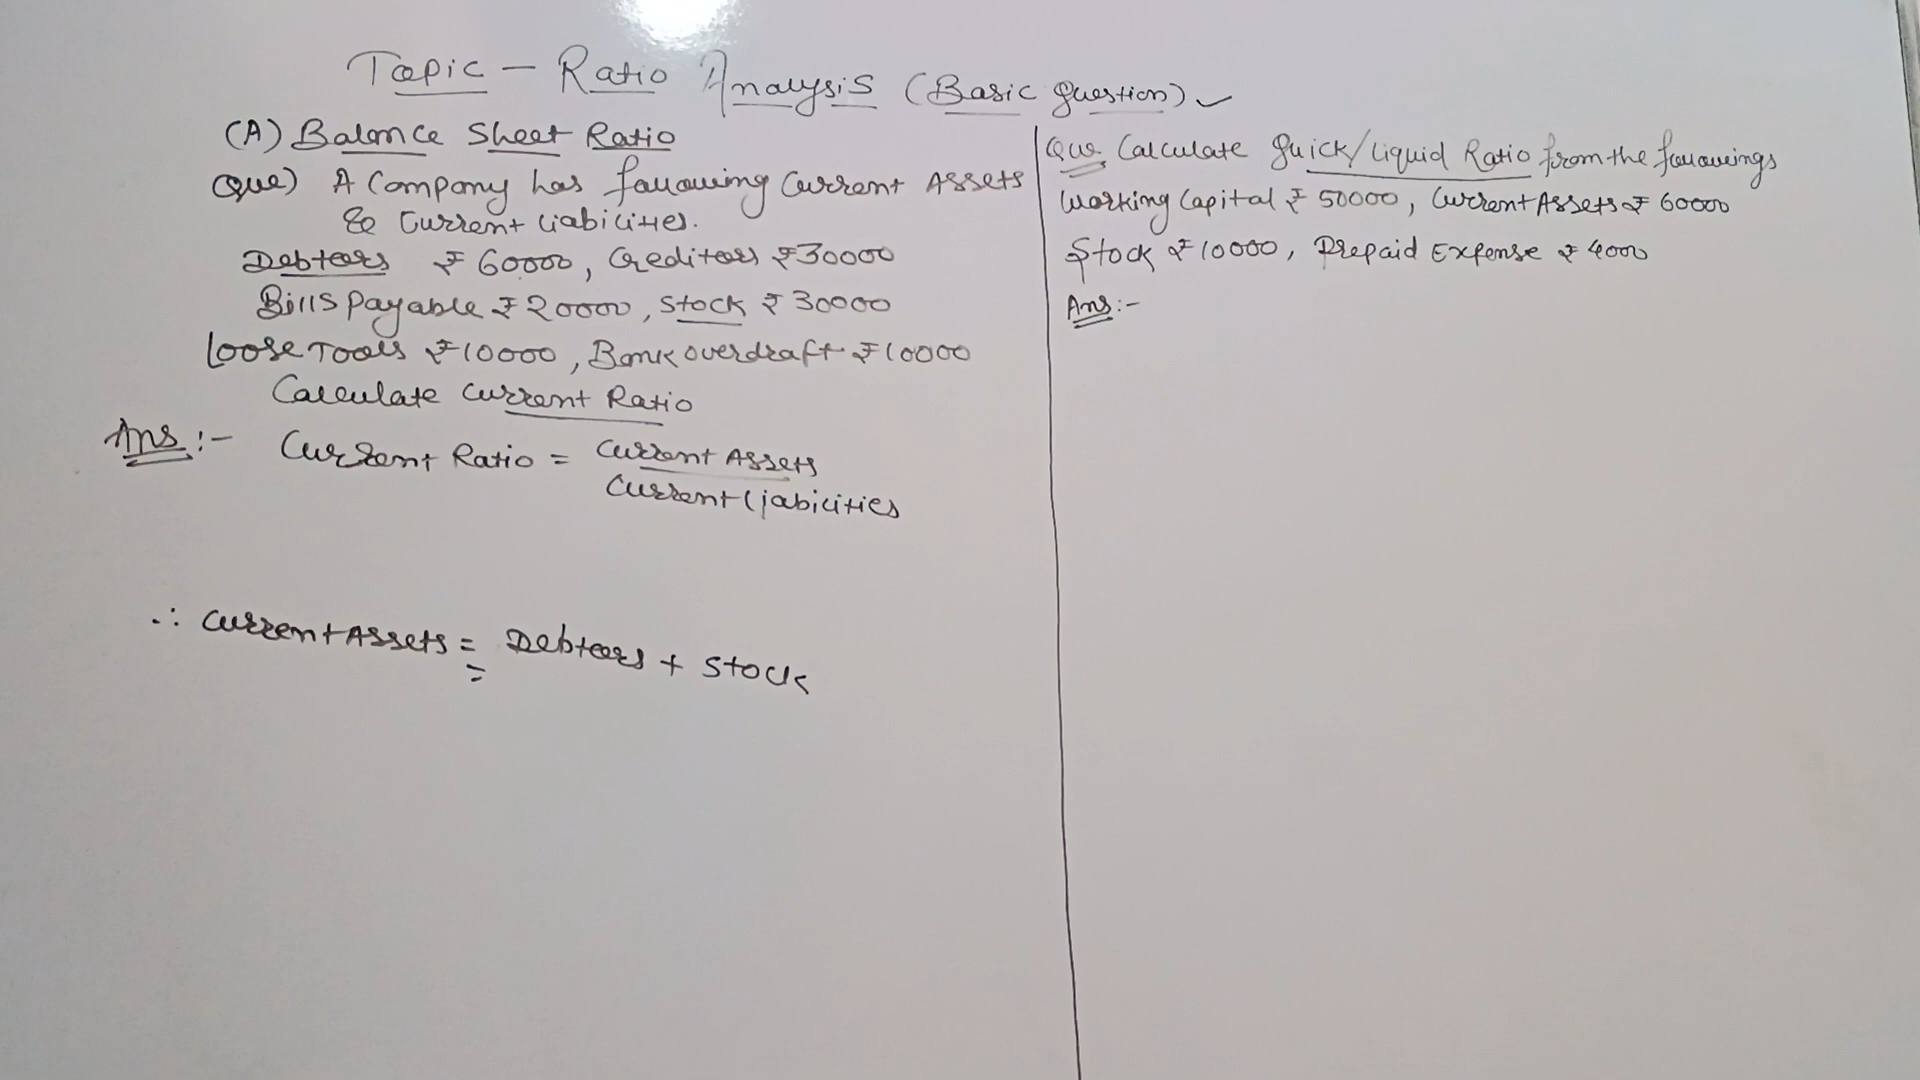 Topic - Ratio Analysis (Basic Question) ✓
(A) Balance Sheet Ratio
Que) A Company has following Current Assets
& Current Liabilities.
Debtors ₹ 60000, Creditors ₹30000
Bills payable ₹20000, Stock ₹ 30000
Loose Tools ₹10000, Bank overdraft ₹10000
Calculate Current Ratio
Ans:- Current Ratio = Current Assets
Current Liabilities
∴ Current Assets = Debtors + Stock
=
Que Calculate Quick/Liquid Ratio from the followings
Working Capital ₹ 50000, Current Assets ₹ 60000
Stock ₹10000, Prepaid Expense ₹ 4000
Ans:-